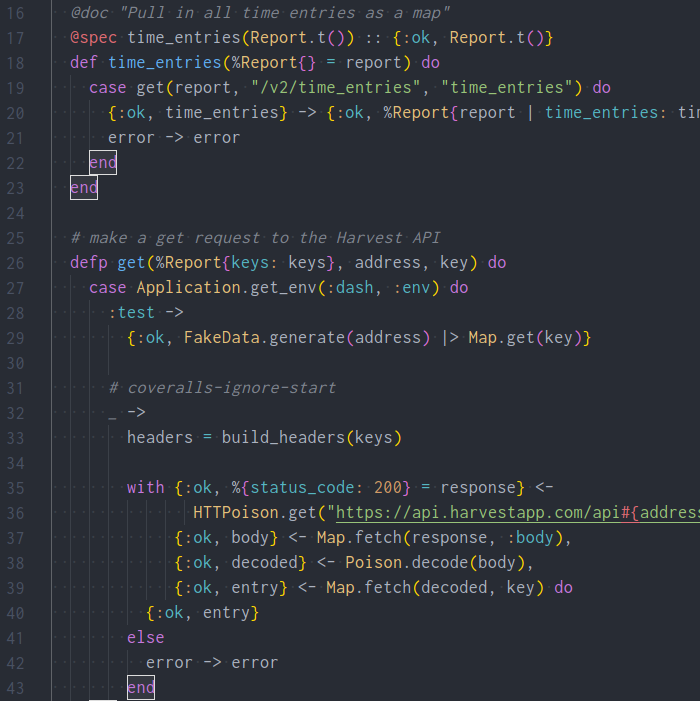 16 @doc "Pull in all time entries as a map"
17 @spec time_entries(Report.t()) :: {:ok, Report.t()}
18 def time_entries(%Report{} = report) do
19 case get(report, "/v2/time_entries", "time_entries") do
20 {:ok, time_entries} -> {:ok, %Report{report | time_entries: tim
21 error -> error
22 end
23 end
24
25 # make a get request to the Harvest API
26 defp get(%Report{keys: keys}, address, key) do
27 case Application.get_env(:dash, :env) do
28 :test ->
29 {:ok, FakeData.generate(address) |> Map.get(key)}
30
31 # coveralls-ignore-start
32 _ ->
33 headers = build_headers(keys)
34
35 with {:ok, %{status_code: 200} = response} <-
36 HTTPoison.get("https://api.harvestapp.com/api#{address
37 {:ok, body} <- Map.fetch(response, :body),
38 {:ok, decoded} <- Poison.decode(body),
39 {:ok, entry} <- Map.fetch(decoded, key) do
40 {:ok, entry}
41 else
42 error -> error
43 end